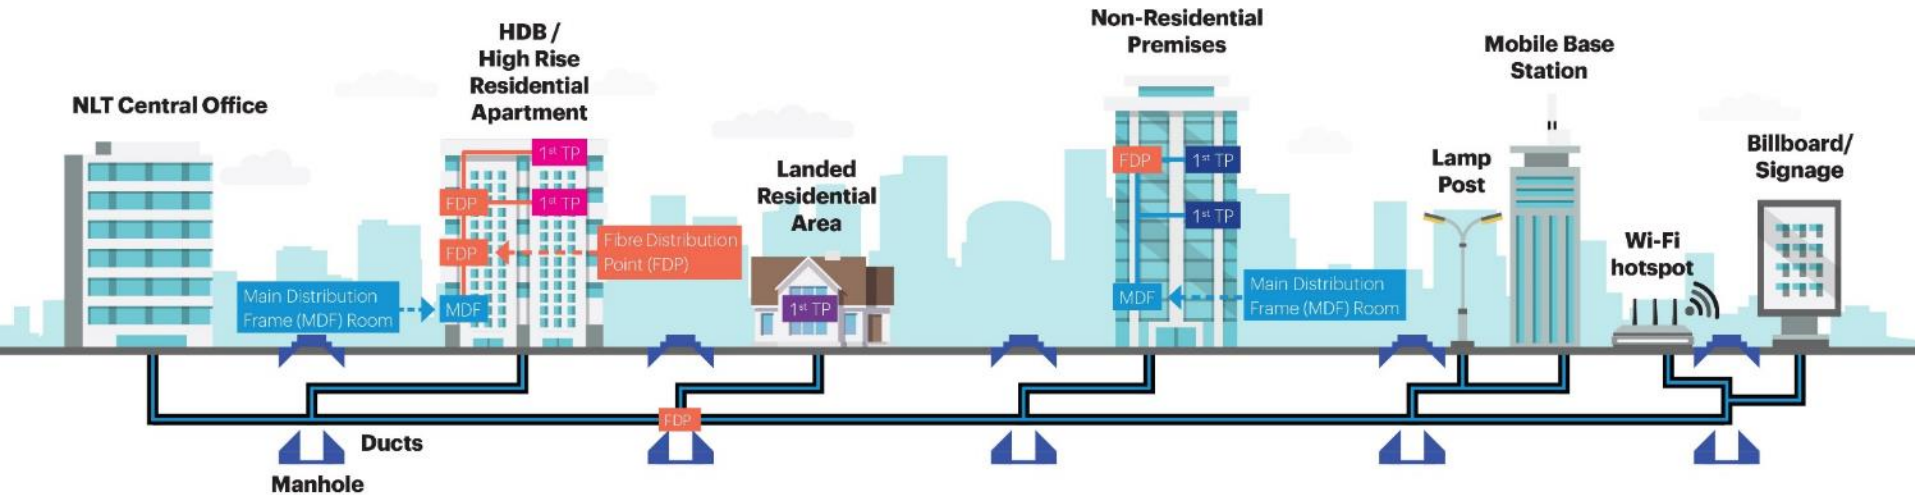 NLT Central Office
HDB /
High Rise
Residential
Apartment
1st TP
FDP
1st TP
FDP
Fibre Distribution
Point (FDP)
Main Distribution
Frame (MDF) Room
MDF
Landed
Residential
Area
1st TP
Non-Residential
Premises
FDP
1st TP
1st TP
MDF
Main Distribution
Frame (MDF) Room
Lamp
Post
Mobile Base
Station
Wi-Fi
hotspot
Billboard/
Signage
FDP
Ducts
Manhole